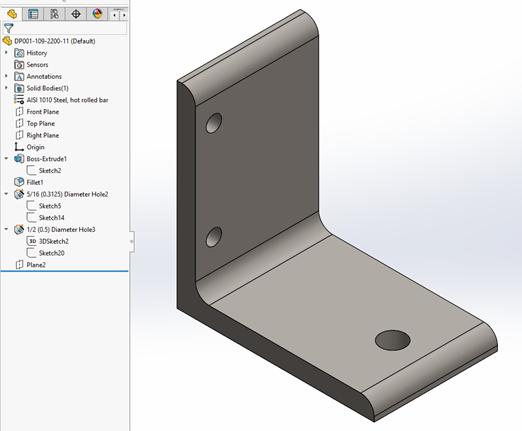 DP001-109-2200-11 (Default)
History
Sensors
Annotations
Solid Bodies(1)
AISI 1010 Steel, hot rolled bar
Front Plane
Top Plane
Right Plane
Origin
Boss-Extrude1
Sketch2
Fillet1
5/16 (0.3125) Diameter Hole2
Sketch5
Sketch14
1/2 (0.5) Diameter Hole3
3D 3DSketch2
Sketch20
Plane2